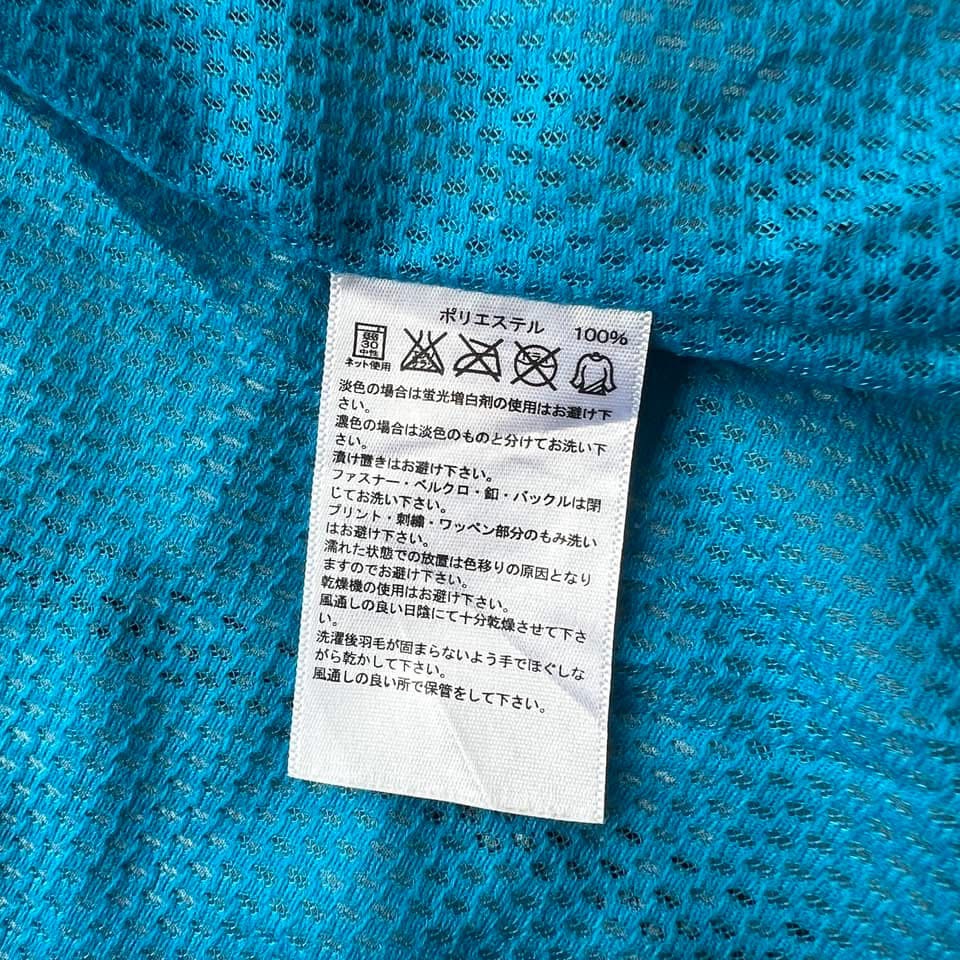 ポリエステル 100%
弱
30
中性
エンソ
サラシ
ドライ
ネット使用
淡色の場合は蛍光増白剤の使用はお避け下
さい。
濃色の場合は淡色のものと分けてお洗い下
さい。
漬け置きはお避け下さい。
ファスナー・ベルクロ・釦・バックルは閉
じてお洗い下さい。
プリント・刺繍・ワッペン部分のもみ洗い
はお避け下さい。
濡れた状態での放置は色移りの原因となり
ますのでお避け下さい。
乾燥機の使用はお避け下さい。
風通しの良い日陰にて十分乾燥させて下さ
い。
洗濯後羽毛が固まらないよう手でほぐしな
がら乾かして下さい。
風通しの良い所で保管をして下さい。